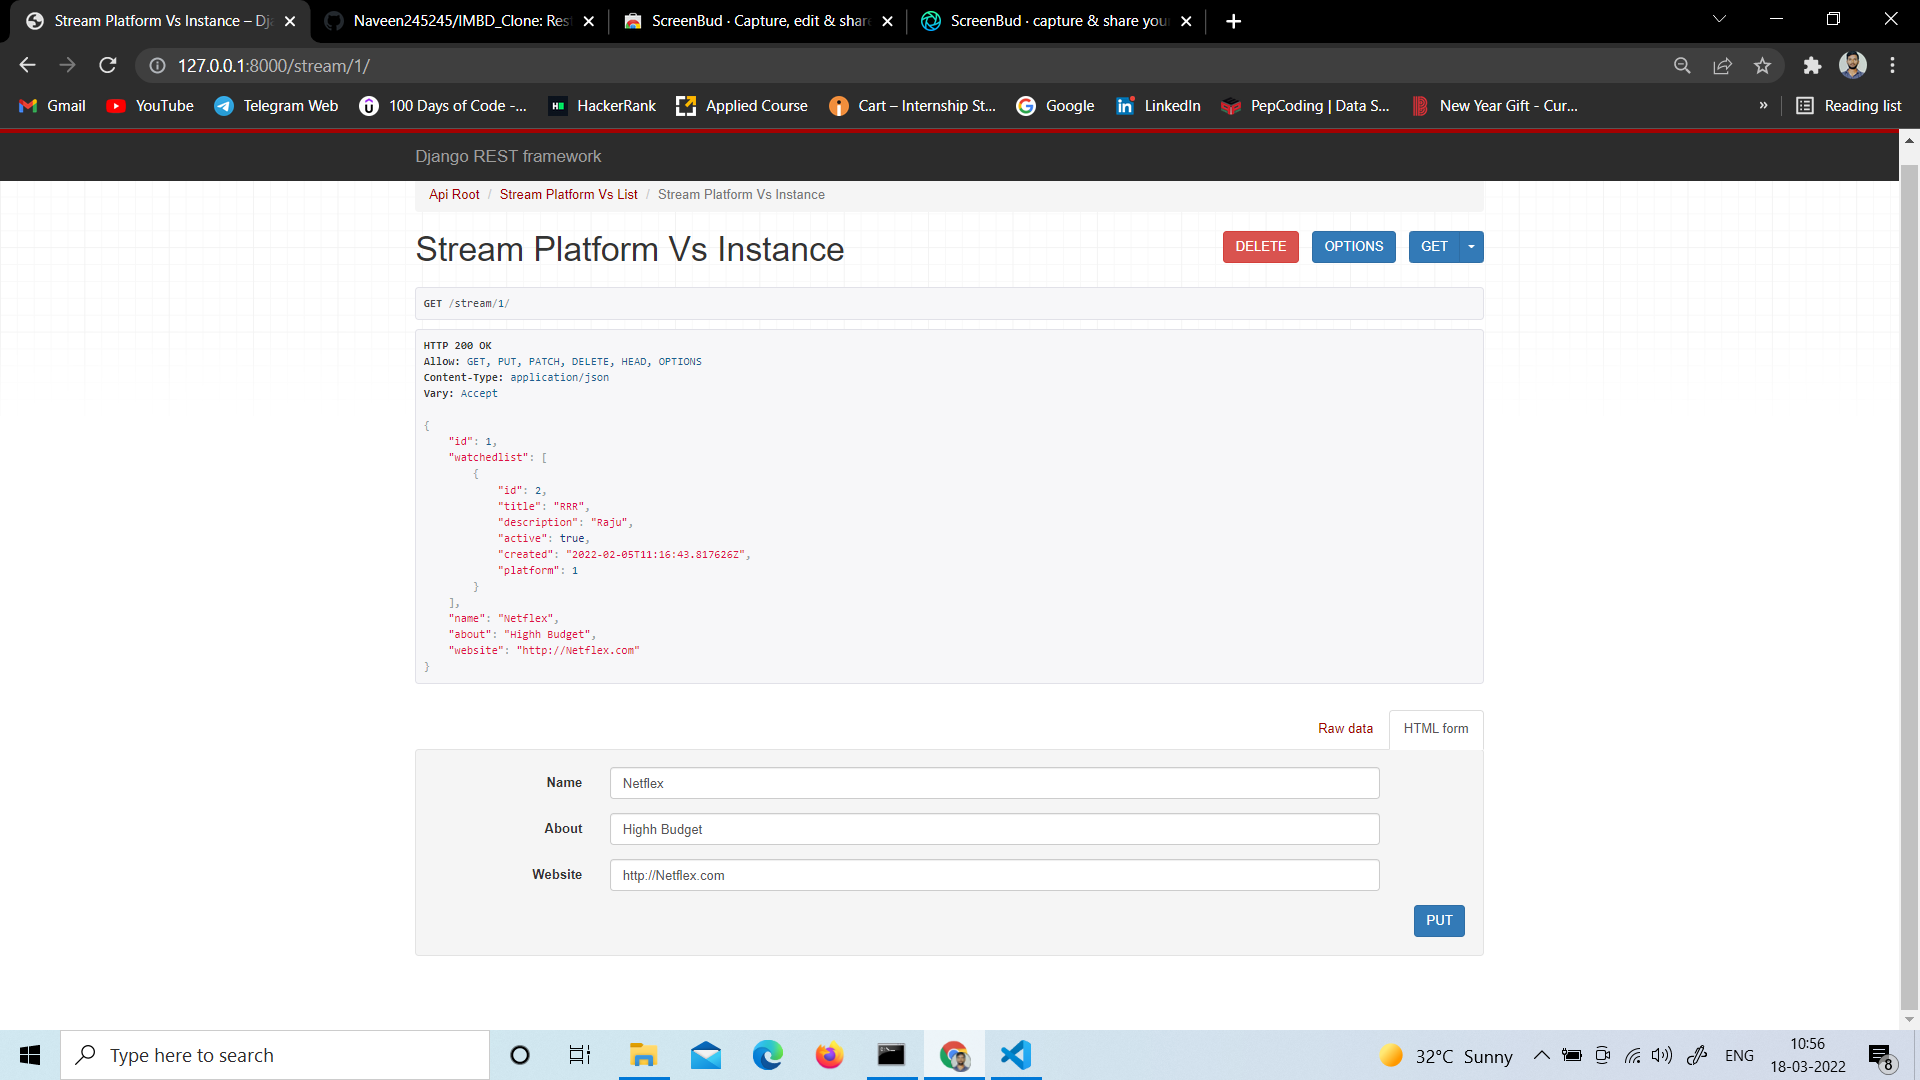 Stream Platform Vs Instance – Dj
Naveen245245/IMBD_Clone: Res
ScreenBud · Capture, edit & shar
ScreenBud · capture & share you
127.0.0.1:8000/stream/1/
Gmail
YouTube
Telegram Web
100 Days of Code -...
HackerRank
Applied Course
Cart – Internship St...
Google
LinkedIn
PepCoding | Data S...
New Year Gift - Cur...
»
Reading list
Django REST framework
Api Root / Stream Platform Vs List / Stream Platform Vs Instance
Stream Platform Vs Instance
DELETE
OPTIONS
GET
GET /stream/1/
HTTP 200 OK
Allow: GET, PUT, PATCH, DELETE, HEAD, OPTIONS
Content-Type: application/json
Vary: Accept
{
"id": 1,
"watchedlist": [
{
"id": 2,
"title": "RRR",
"description": "Raju",
"active": true,
"created": "2022-02-05T11:16:43.817626Z",
"platform": 1
}
],
"name": "Netflex",
"about": "Highh Budget",
"website": "http://Netflex.com"
}
Raw data
HTML form
Name
Netflex
About
Highh Budget
Website
http://Netflex.com
PUT
Type here to search
32°C Sunny
ENG
10:56
18-03-2022
8